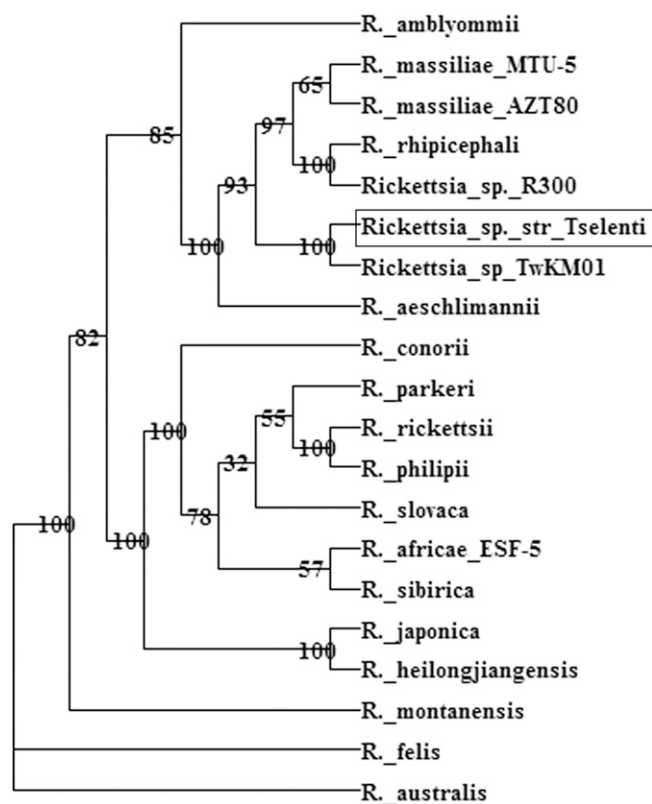 R._amblyommii
R._massiliae_MTU-5
65
R._massiliae_AZT80
97
85
R._rhipicephali
100
93
Rickettsia_sp._R300
Rickettsia_sp._str_Tselenti
100
100
Rickettsia_sp_TwKM01
R._aeschlimannii
82
R._conorii
R._parkeri
55
100
R._rickettsii
100
32
R._philipii
78
R._slovaca
100
100
R._africae_ESF-5
57
R._sibirica
R._japonica
100
R._heilongjiangensis
R._montanensis
R._felis
R._australis